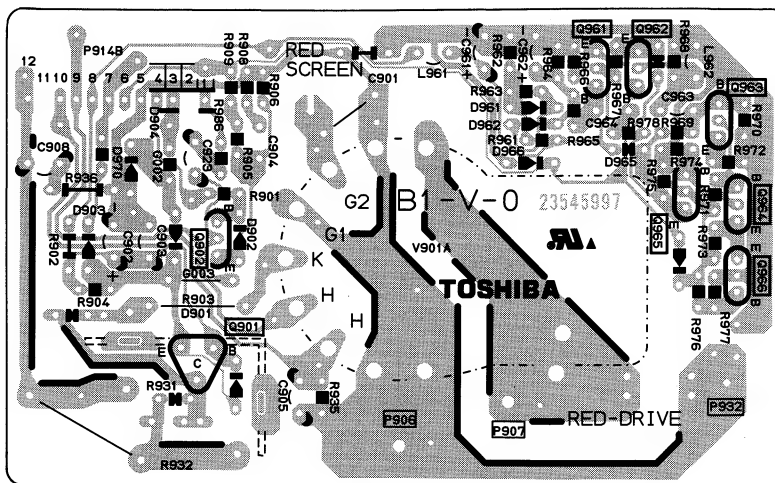 P914B
R909
R908
RED SCREEN
C901
L961
C961
R962
C962
R964
Q961
E
R966
Q962
E
R968
L962
12 11 10 9 8 7 6 5 4 3 2 1
R906
R963
D961
D962
R961
D966
R965
C964
R967
R978
D965
C963
R969
B
Q963
R970
E
R972
C908
D970
D904
G002
R986
C923
R905
C904
R936
D903
R901
R902
C902
C903
Q902
B
E
D902
G003
R904
R903
D901
G2
G1
K
H
H
B1-V-0
V901A
23545997
TOSHIBA
R975
R974
B
E
Q965
R971
B
Q964
E
R973
E
Q966
B
R976
R977
Q901
E
C
B
R931
R932
C905
R935
P906
P907
RED-DRIVE
P932